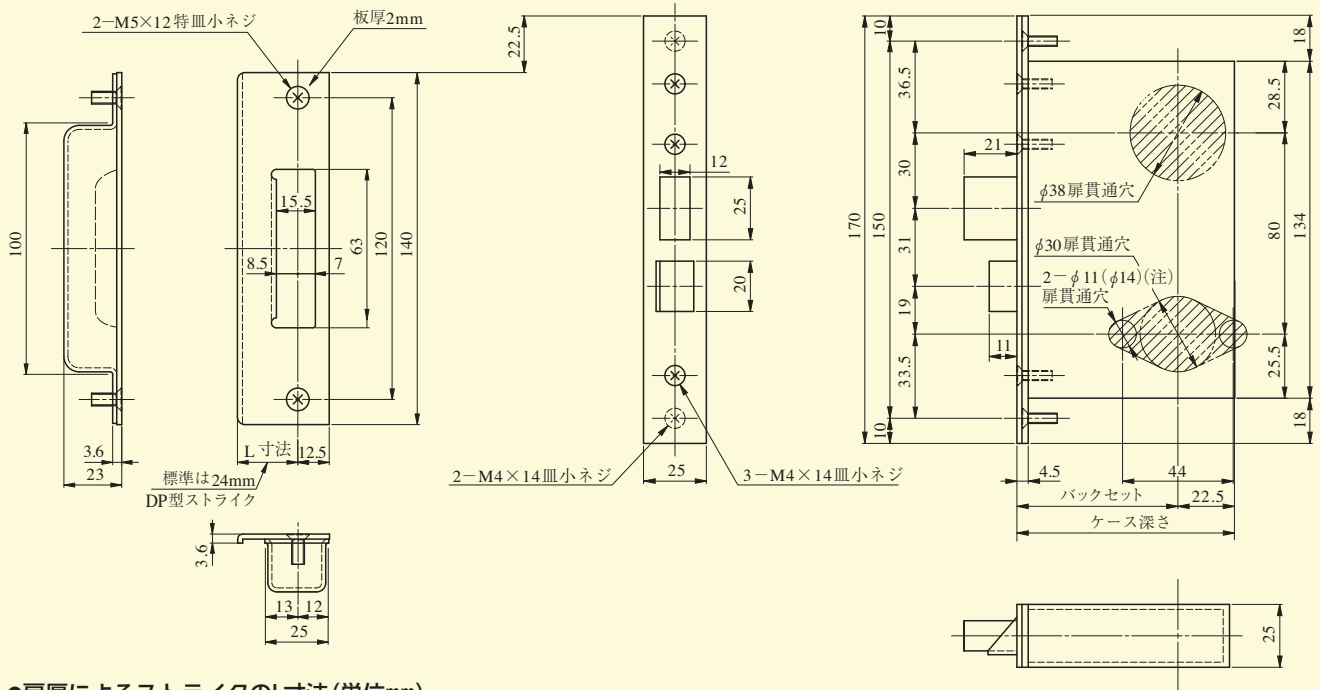 2−M5×12特皿小ネジ
板厚2mm
100
3.6
23
15.5
8.5
7
63
120
140
L寸法
12.5
標準は24mm
DP型ストライク
3.6
13
12
25
22.5
12
25
20
2−M4×14皿小ネジ
25
3−M4×14皿小ネジ
10
36.5
30
31
19
33.5
10
170
150
21
11
φ38扉貫通穴
φ30扉貫通穴
2−φ11(φ14)(注)
扉貫通穴
18
28.5
80
134
25.5
18
4.5
44
バックセット
22.5
ケース深さ
25
●扉厚によるストライクのL寸法(単位mm)